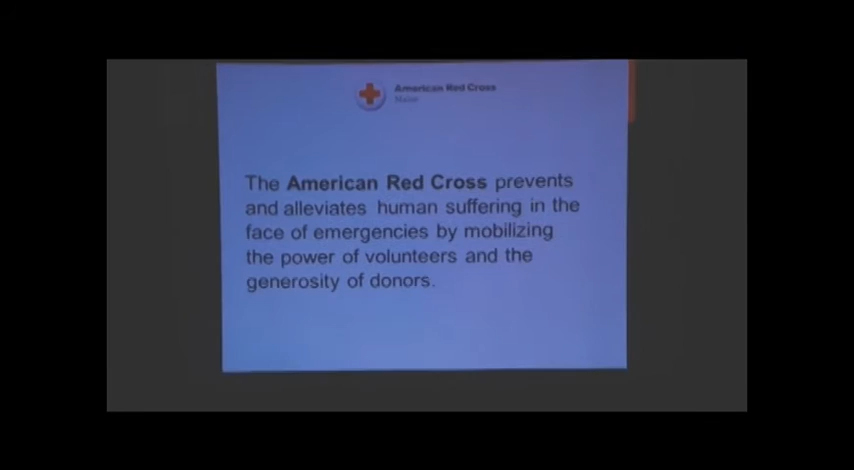 American Red Cross
The American Red Cross prevents
and alleviates human suffering in the
face of emergencies by mobilizing
the power of volunteers and the
generosity of donors.